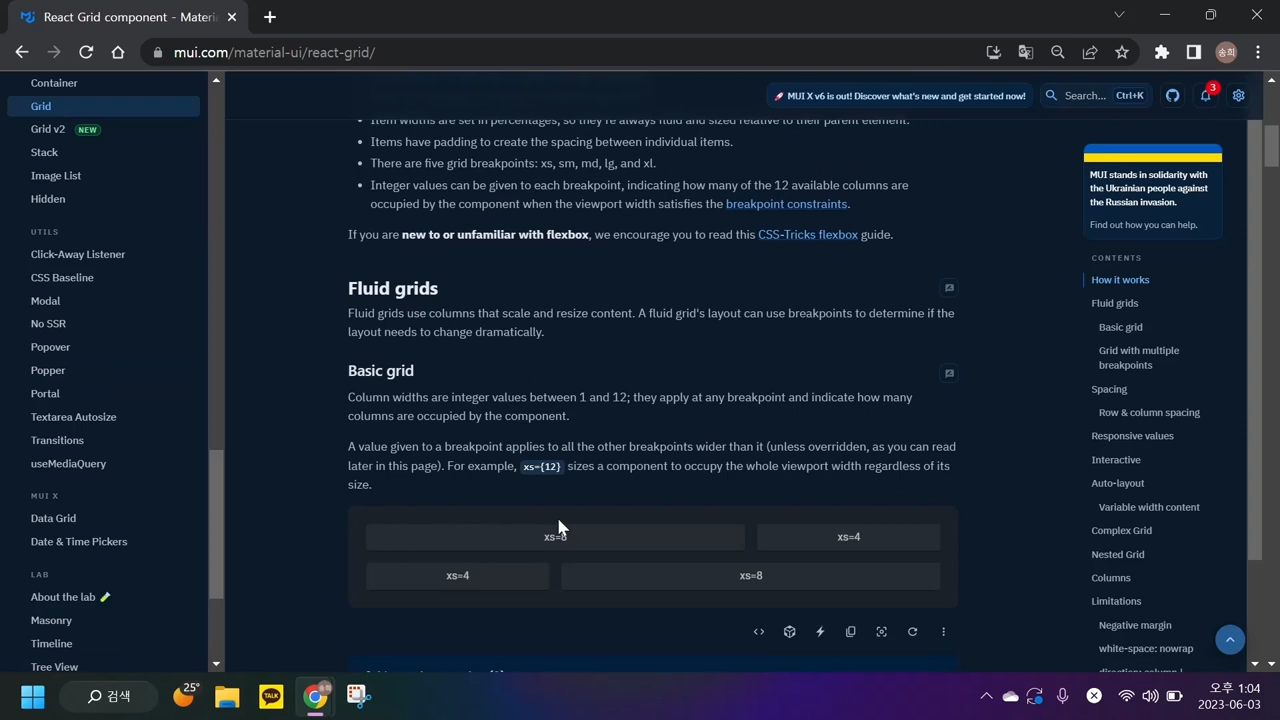 React Grid component - Materia
mui.com/material-ui/react-grid/
송희
Container
Grid
Grid v2 NEW
Stack
Image List
Hidden
UTILS
Click-Away Listener
CSS Baseline
Modal
No SSR
Popover
Popper
Portal
Textarea Autosize
Transitions
useMediaQuery
MUI X
Data Grid
Date & Time Pickers
LAB
About the lab
Masonry
Timeline
Tree View
🚀 MUI X v6 is out! Discover what's new and get started now!
Search... Ctrl+K
3
Item widths are set in percentages, so they're always fluid and sized relative to their parent element.
• Items have padding to create the spacing between individual items.
• There are five grid breakpoints: xs, sm, md, lg, and xl.
• Integer values can be given to each breakpoint, indicating how many of the 12 available columns are
occupied by the component when the viewport width satisfies the breakpoint constraints.
If you are new to or unfamiliar with flexbox, we encourage you to read this CSS-Tricks flexbox guide.
Fluid grids
Fluid grids use columns that scale and resize content. A fluid grid's layout can use breakpoints to determine if the
layout needs to change dramatically.
Basic grid
Column widths are integer values between 1 and 12; they apply at any breakpoint and indicate how many
columns are occupied by the component.
A value given to a breakpoint applies to all the other breakpoints wider than it (unless overridden, as you can read
later in this page). For example, xs={12} sizes a component to occupy the whole viewport width regardless of its
size.
xs=8 xs=4
xs=4 xs=8
MUI stands in solidarity with
the Ukrainian people against
the Russian invasion.
Find out how you can help.
CONTENTS
How it works
Fluid grids
Basic grid
Grid with multiple
breakpoints
Spacing
Row & column spacing
Responsive values
Interactive
Auto-layout
Variable width content
Complex Grid
Nested Grid
Columns
Limitations
Negative margin
white-space: nowrap
검색
25°
TALK
오후 1:04
2023-06-03